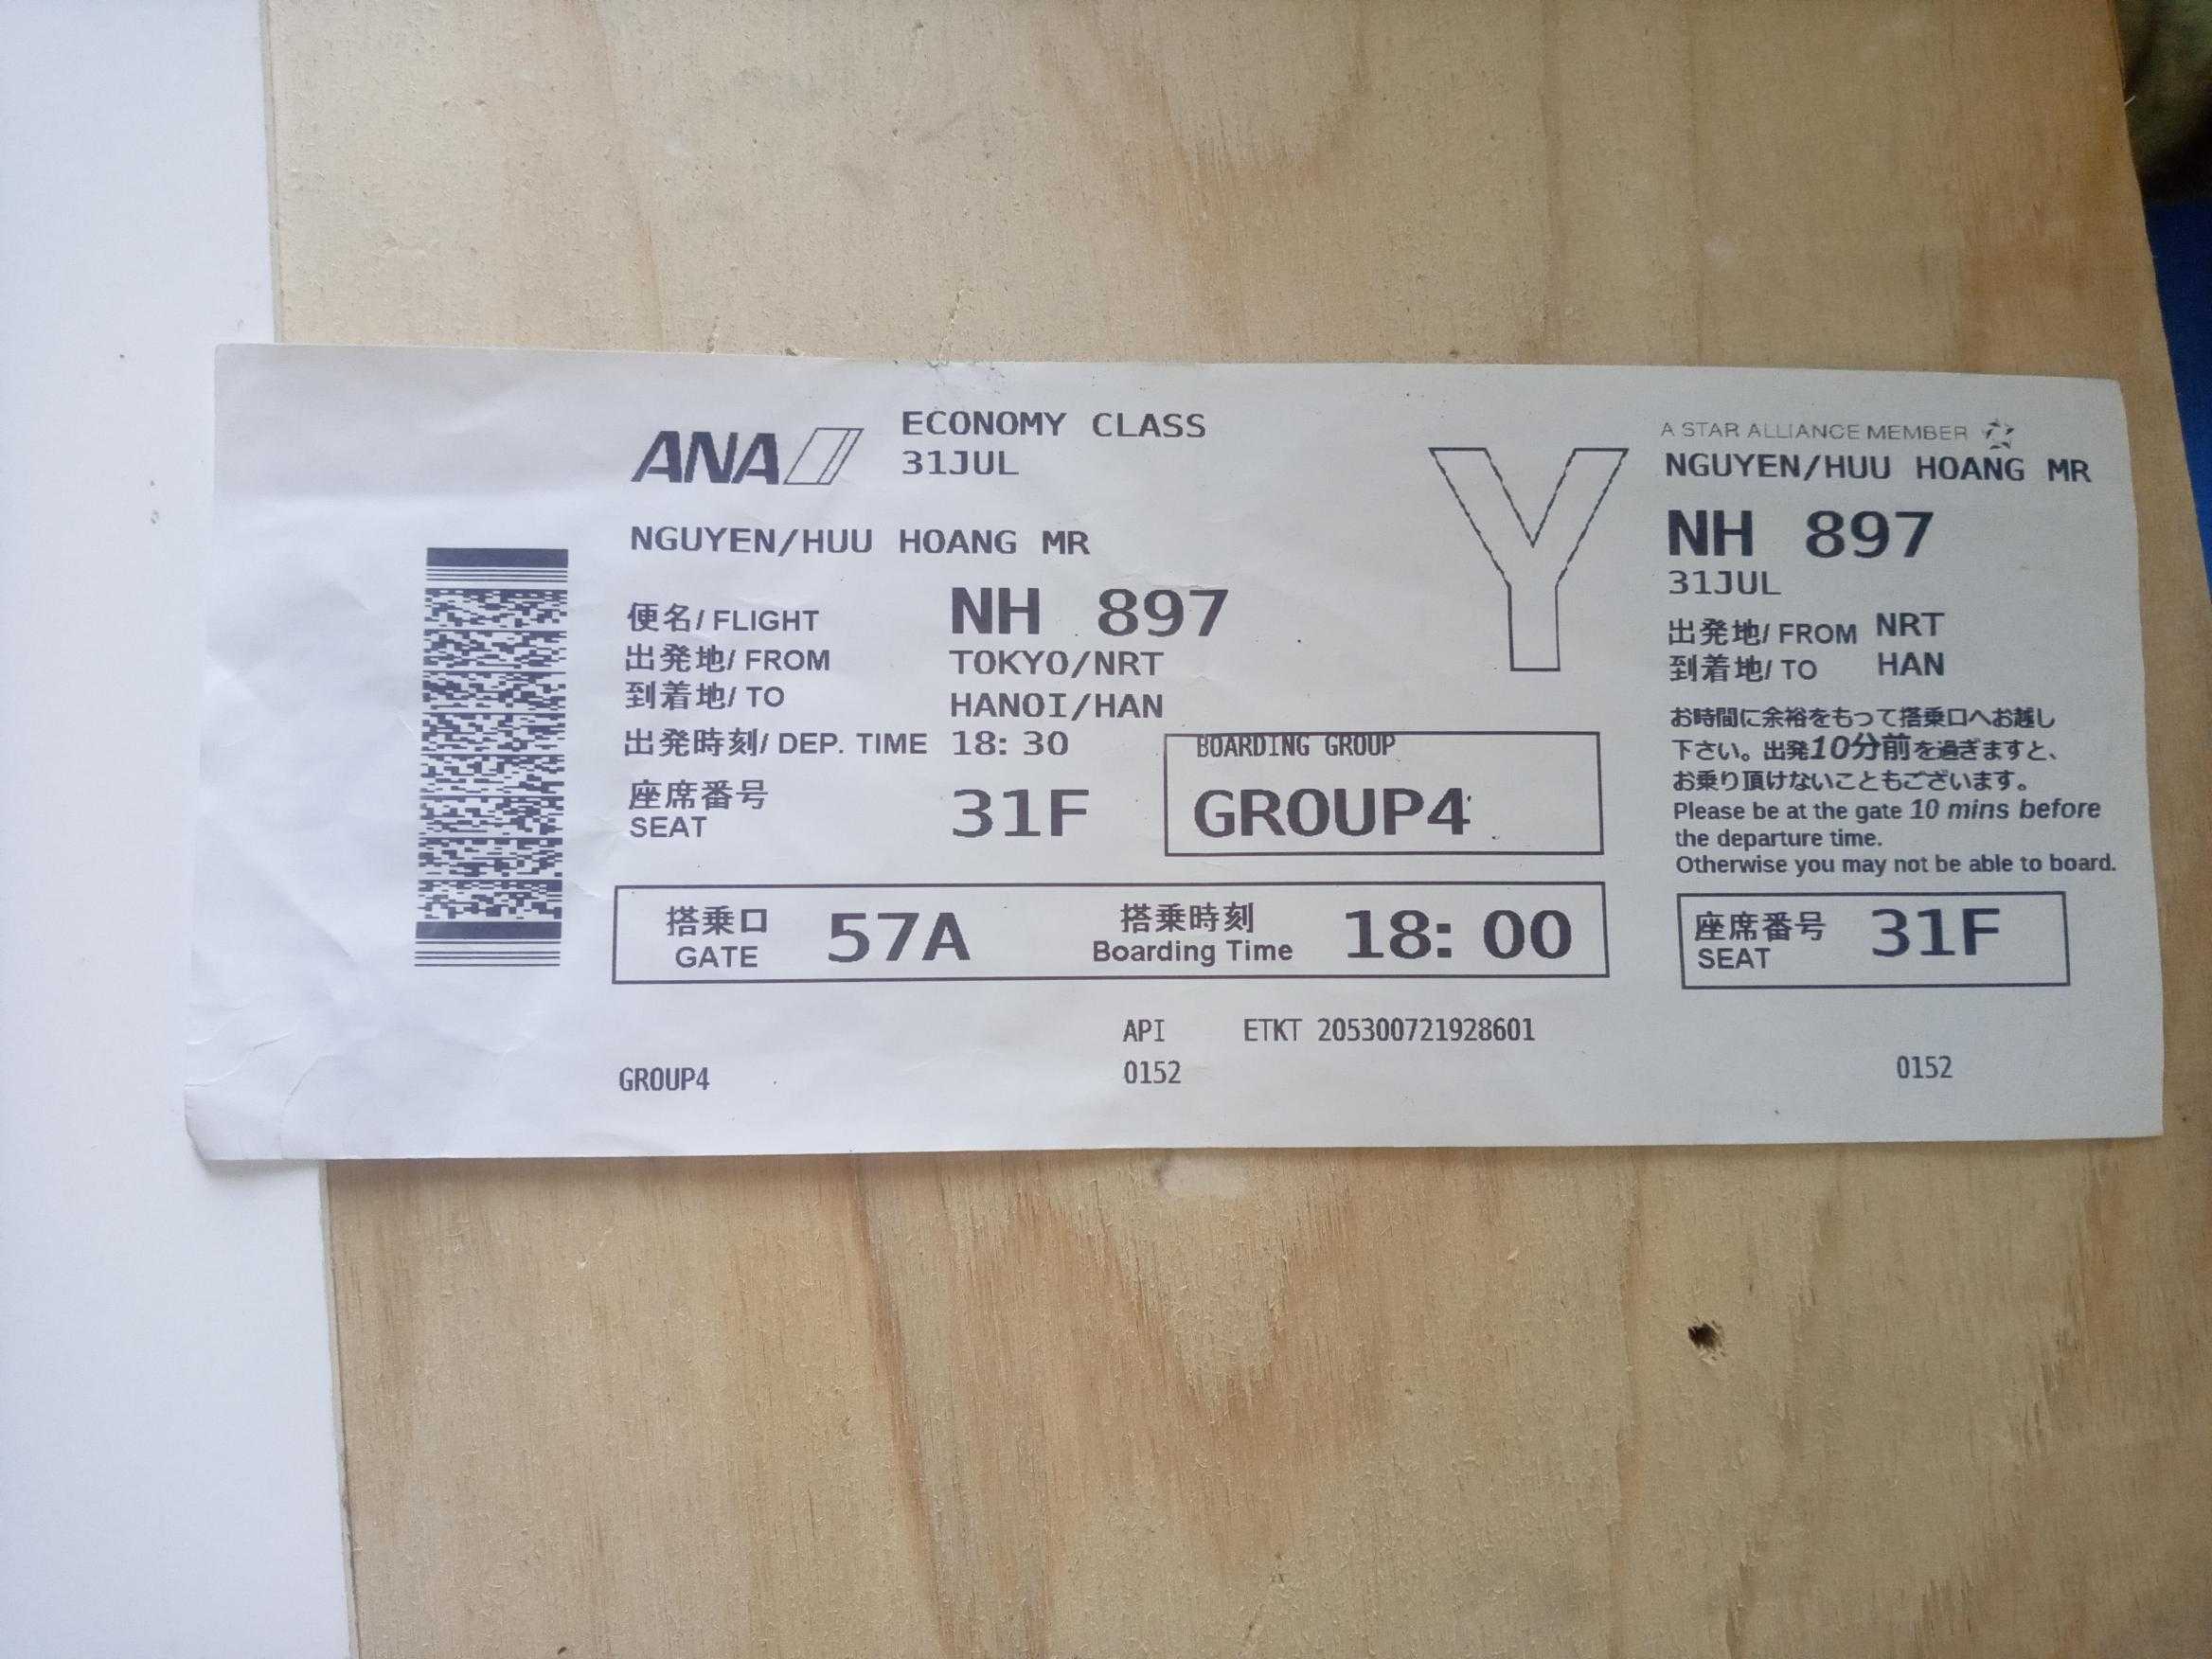 ANA
ECONOMY CLASS
31JUL
NGUYEN/HUU HOANG MR
便名/ FLIGHT NH 897
出発地/ FROM TOKYO/NRT
到着地/ TO HANOI/HAN
出発時刻/ DEP. TIME 18: 30
座席番号
SEAT
31F
BOARDING GROUP
GROUP4
搭乗口
GATE
57A
搭乗時刻
Boarding Time
18: 00
API ETKT 205300721928601
0152
GROUP4
Y
A STAR ALLIANCE MEMBER
NGUYEN/HUU HOANG MR
NH 897
31JUL
出発地/ FROM NRT
到着地/ TO HAN
お時間に余裕をもって搭乗口へお越し
下さい。出発10分前を過ぎますと、
お乗り頂けないこともございます。
Please be at the gate 10 mins before
the departure time.
Otherwise you may not be able to board.
座席番号
SEAT
31F
0152